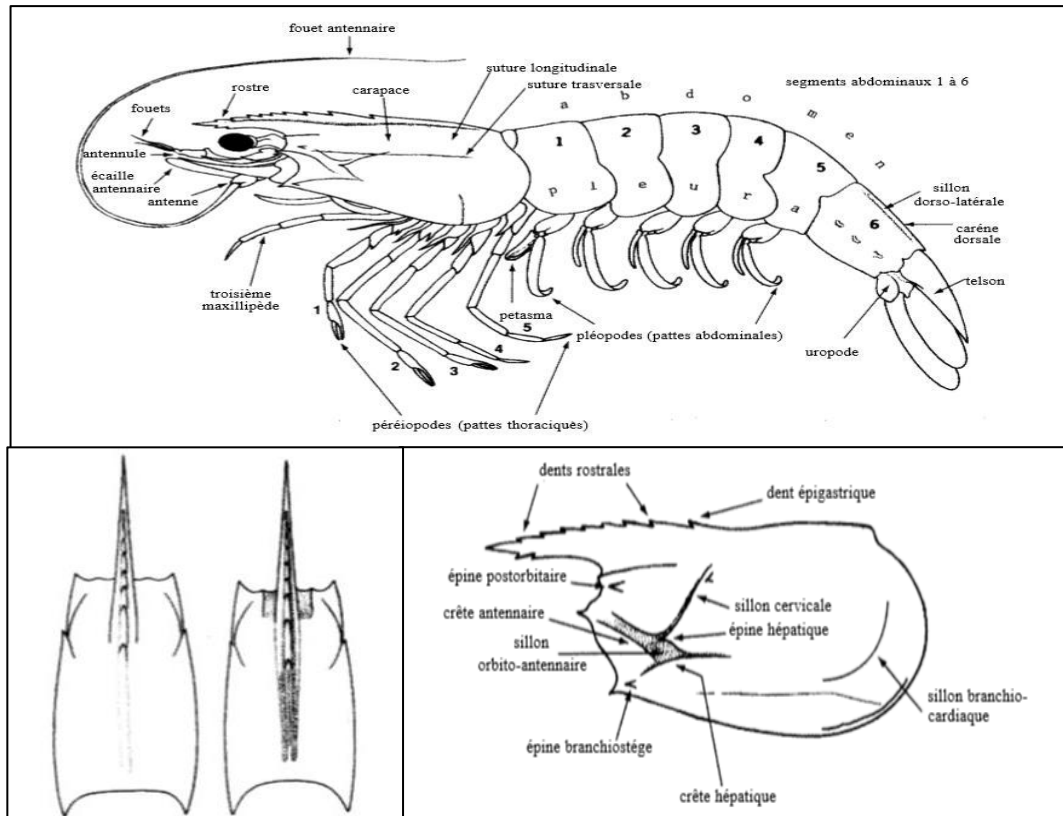 fouet antennaire
suture longitudinale
suture trasversale
segments abdominaux 1 à 6
rostre
carapace
a b d o m e n
fouets
antennule
écaille
antennaire
antenne
1 2 3 4 5 6
p l e u r a
sillon
dorso-latérale
caréne
dorsale
telson
troisième
maxillipède
petasma
pléopodes (pattes abdominales)
uropode
1 2 3 4 5
péréiopodes (pattes thoraciqués)
dents rostrales
dent épigastrique
épine postorbitaire
crête antennaire
sillon
orbito-antennaire
sillon cervicale
épine hépatique
sillon branchio-
cardiaque
épine branchiostége
crête hépatique